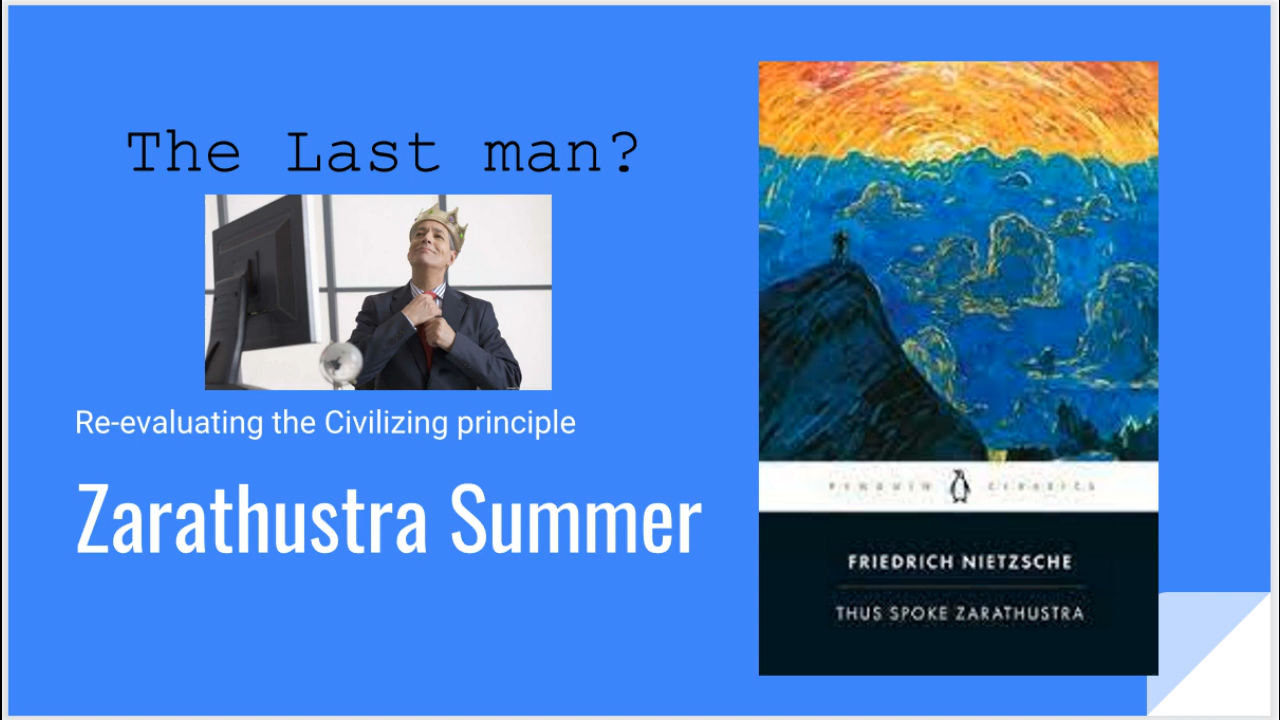 The Last man?
Re-evaluating the Civilizing principle
Zarathustra Summer
PENGUIN CLASSICS
FRIEDRICH NIETZSCHE
THUS SPOKE ZARATHUSTRA